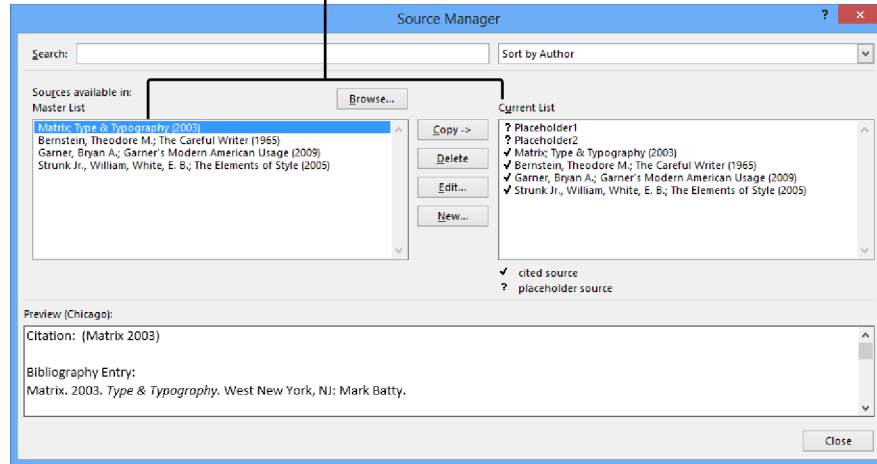 Source Manager
? ×
Search:
Sort by Author
Sources available in:
Master List
Browse...
Current List
Matrix; Type & Typography (2003)
Bernstein, Theodore M.; The Careful Writer (1965)
Garner, Bryan A.; Garner's Modern American Usage (2009)
Strunk Jr., William, White, E. B.; The Elements of Style (2005)
Copy ->
Delete
Edit...
New...
? Placeholder1
? Placeholder2
✓ Matrix; Type & Typography (2003)
✓ Bernstein, Theodore M.; The Careful Writer (1965)
✓ Garner, Bryan A.; Garner's Modern American Usage (2009)
✓ Strunk Jr., William, White, E. B.; The Elements of Style (2005)
✓ cited source
? placeholder source
Preview (Chicago):
Citation: (Matrix 2003)
Bibliography Entry:
Matrix. 2003. Type & Typography. West New York, NJ: Mark Batty.
Close